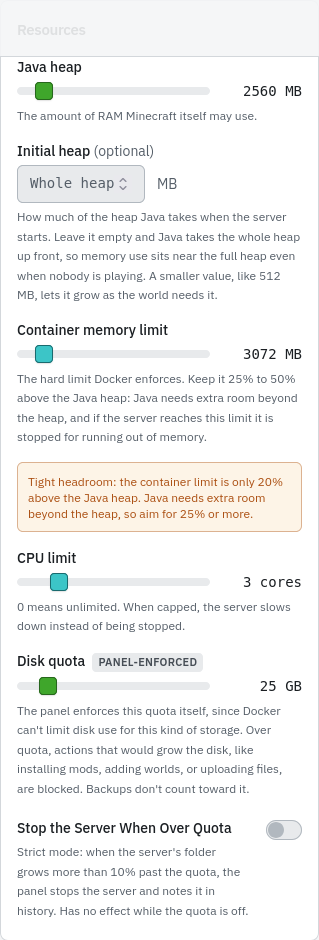 Resources
Java heap
2560 MB
The amount of RAM Minecraft itself may use.
Initial heap (optional)
Whole heap
MB
How much of the heap Java takes when the server
starts. Leave it empty and Java takes the whole heap
up front, so memory use sits near the full heap even
when nobody is playing. A smaller value, like 512
MB, lets it grow as the world needs it.
Container memory limit
3072 MB
The hard limit Docker enforces. Keep it 25% to 50%
above the Java heap: Java needs extra room beyond
the heap, and if the server reaches this limit it is
stopped for running out of memory.
Tight headroom: the container limit is only 20%
above the Java heap. Java needs extra room
beyond the heap, so aim for 25% or more.
CPU limit
3 cores
0 means unlimited. When capped, the server slows
down instead of being stopped.
Disk quota PANEL-ENFORCED
25 GB
The panel enforces this quota itself, since Docker
can't limit disk use for this kind of storage. Over
quota, actions that would grow the disk, like
installing mods, adding worlds, or uploading files,
are blocked. Backups don't count toward it.
Stop the Server When Over Quota
Strict mode: when the server's folder
grows more than 10% past the quota, the
panel stops the server and notes it in
history. Has no effect while the quota is off.